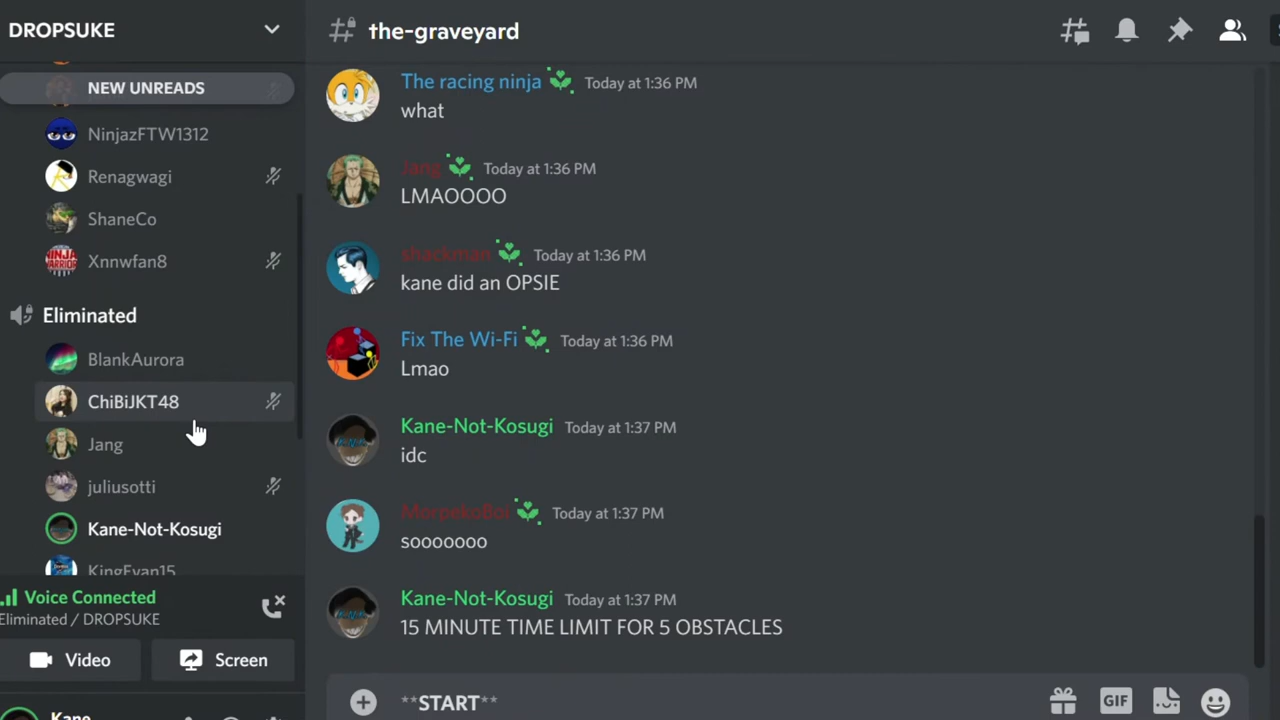 DROPSUKE
the-graveyard
NEW UNREADS
NinjazFTW1312
Renagwagi
ShaneCo
Xnnwfan8
Eliminated
BlankAurora
ChiBiJKT48
Jang
juliusotti
Kane-Not-Kosugi
KingEvan15
Voice Connected
Eliminated / DROPSUKE
Video
Screen
Kane
The racing ninja Today at 1:36 PM
what
Jang Today at 1:36 PM
LMAOOOO
shackman Today at 1:36 PM
kane did an OPSIE
Fix The Wi-Fi Today at 1:36 PM
Lmao
Kane-Not-Kosugi Today at 1:37 PM
idc
MorpekoBoi Today at 1:37 PM
sooooooo
Kane-Not-Kosugi Today at 1:37 PM
15 MINUTE TIME LIMIT FOR 5 OBSTACLES
**START**
GIF